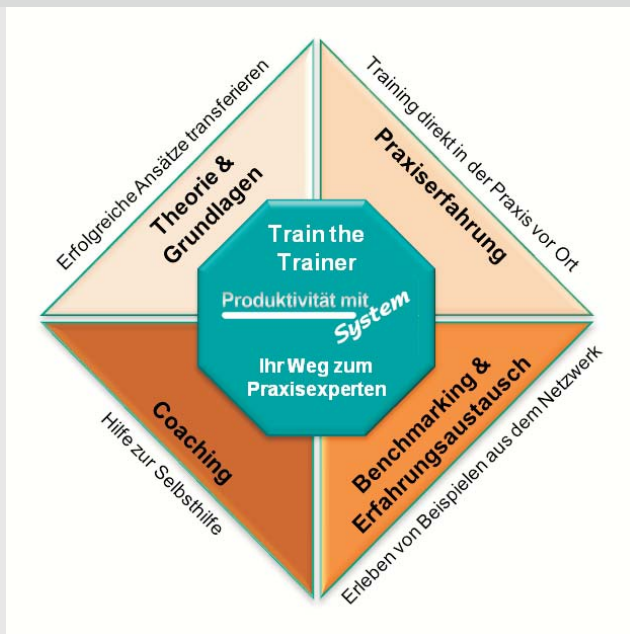 Erfolgreiche Ansätze transferieren
Theorie &
Grundlagen
Training direkt in der Praxis vor Ort
Praxiserfahrung
Train the
Trainer
Produktivität mit
System
Ihr Weg zum
Praxisexperten
Coaching
Hilfe zur Selbsthilfe
Benchmarking &
Erfahrungsaustausch
Erleben von Beispielen aus dem Netzwerk